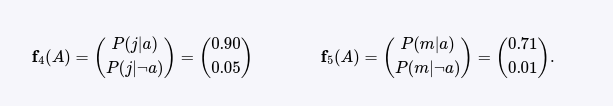 f₄(A) = (P(j|a) P(j|¬a)) = (0.90 0.05)
f₅(A) = (P(m|a) P(m|¬a)) = (0.71 0.01).